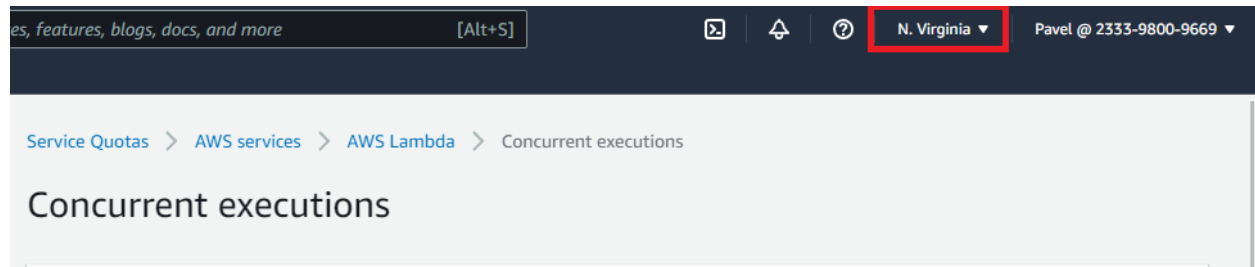 es, features, blogs, docs, and more [Alt+S] N. Virginia ▼ Pavel @ 2333-9800-9669 ▼
Service Quotas > AWS services > AWS Lambda > Concurrent executions
Concurrent executions